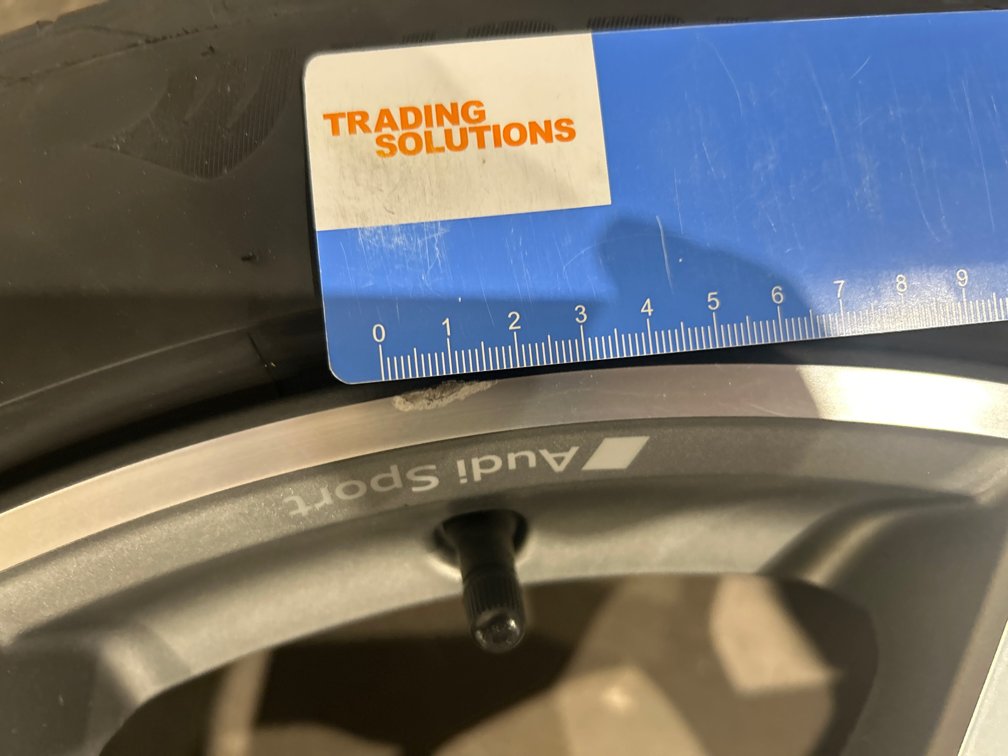 TRADING
SOLUTIONS
0 1 2 3 4 5 6 7 8 9
Audi Sport